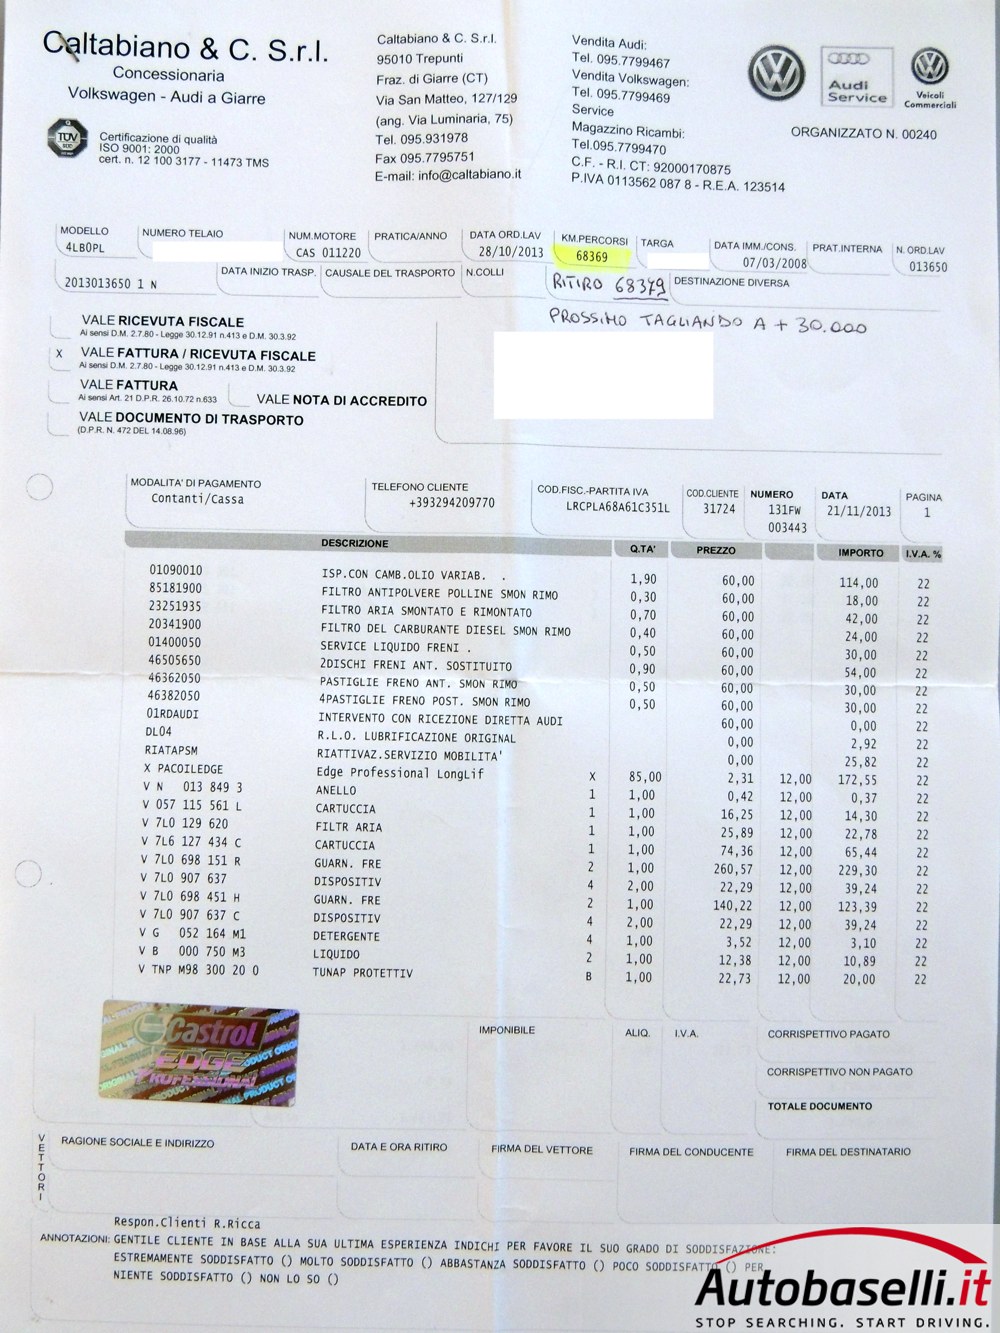 Caltabiano & C. S.r.l.
Concessionaria
Volkswagen - Audi a Giarre
TÜV
Certificazione di qualità
ISO 9001: 2000
cert. n. 12 100 3177 - 11473 TMS
Caltabiano & C. S.r.l.
95010 Trepunti
Fraz. di Giarre (CT)
Via San Matteo, 127/129
(ang. Via Luminaria, 75)
Tel. 095.931978
Fax 095.7795751
E-mail: info@caltabiano.it
Vendita Audi:
Tel. 095.7799467
Vendita Volkswagen:
Tel. 095.7799469
Service
Magazzino Ricambi:
Tel.095.7799470
C.F. - R.I. CT: 92000170875
P.IVA 0113562 087 8 - R.E.A. 123514
Audi
Service
Veicoli
Commerciali
ORGANIZZATO N. 00240
MODELLO NUMERO TELAIO NUM.MOTORE PRATICA/ANNO DATA ORD.LAV KM.PERCORSI TARGA DATA IMM./CONS. PRAT.INTERNA N. ORD.LAV
4LB0PL CAS 011220 28/10/2013 68369 07/03/2008 013650
DATA INIZIO TRASP. CAUSALE DEL TRASPORTO N.COLLI RITIRO 68379 DESTINAZIONE DIVERSA
2013013650 1 N
PROSSIMO TAGLIANDO A + 30.000
VALE RICEVUTA FISCALE
Ai sensi D.M. 2.7.80 - Legge 30.12.91 n.413 e D.M. 30.3.92
X VALE FATTURA / RICEVUTA FISCALE
Ai sensi D.M. 2.7.80 - Legge 30.12.91 n.413 e D.M. 30.3.92
VALE FATTURA
Ai sensi Art. 21 D.P.R. 26.10.72 n.633
VALE NOTA DI ACCREDITO
VALE DOCUMENTO DI TRASPORTO
(D.P.R. N. 472 DEL 14.08.96)
MODALITA' DI PAGAMENTO TELEFONO CLIENTE COD.FISC.-PARTITA IVA COD.CLIENTE NUMERO DATA PAGINA
Contanti/Cassa +393294209770 LRCPLA68A61C351L 31724 131FW 21/11/2013 1
003443
DESCRIZIONE Q.TA' PREZZO IMPORTO I.V.A. %
01090010 ISP.CON CAMB.OLIO VARIAB. . 1,90 60,00 114,00 22
85181900 FILTRO ANTIPOLVERE POLLINE SMON RIMO 0,30 60,00 18,00 22
23251935 FILTRO ARIA SMONTATO E RIMONTATO 0,70 60,00 42,00 22
20341900 FILTRO DEL CARBURANTE DIESEL SMON RIMO 0,40 60,00 24,00 22
01400050 SERVICE LIQUIDO FRENI . 0,50 60,00 30,00 22
46505650 2DISCHI FRENI ANT. SOSTITUITO 0,90 60,00 54,00 22
46362050 PASTIGLIE FRENO ANT. SMON RIMO 0,50 60,00 30,00 22
46382050 4PASTIGLIE FRENO POST. SMON RIMO 0,50 60,00 30,00 22
01RDAUDI INTERVENTO CON RICEZIONE DIRETTA AUDI 60,00 0,00 22
DL04 R.L.O. LUBRIFICAZIONE ORIGINAL 0,00 2,92 22
RIATAPSM RIATTIVAZ.SERVIZIO MOBILITA' 0,00 25,82 22
X PACOILEDGE Edge Professional LongLif X 85,00 2,31 12,00 172,55 22
V N 013 849 3 ANELLO 1 1,00 0,42 12,00 0,37 22
V 057 115 561 L CARTUCCIA 1 1,00 16,25 12,00 14,30 22
V 7L0 129 620 FILTR ARIA 1 1,00 25,89 12,00 22,78 22
V 7L6 127 434 C CARTUCCIA 1 1,00 74,36 12,00 65,44 22
V 7L0 698 151 R GUARN. FRE 2 1,00 260,57 12,00 229,30 22
V 7L0 907 637 DISPOSITIV 4 2,00 22,29 12,00 39,24 22
V 7L0 698 451 H GUARN. FRE 2 1,00 140,22 12,00 123,39 22
V 7L0 907 637 C DISPOSITIV 4 2,00 22,29 12,00 39,24 22
V G 052 164 M1 DETERGENTE 4 1,00 3,52 12,00 3,10 22
V B 000 750 M3 LIQUIDO 2 1,00 12,38 12,00 10,89 22
V TNP M98 300 20 0 TUNAP PROTETTIV B 1,00 22,73 12,00 20,00 22
Castrol
EDGE
PROFESSIONAL
ORIGINAL PRODUCT
IMPONIBILE ALIQ. I.V.A. CORRISPETTIVO PAGATO
CORRISPETTIVO NON PAGATO
TOTALE DOCUMENTO
VETTORI
RAGIONE SOCIALE E INDIRIZZO DATA E ORA RITIRO FIRMA DEL VETTORE FIRMA DEL CONDUCENTE FIRMA DEL DESTINATARIO
Respon.Clienti R.Ricca
ANNOTAZIONI: GENTILE CLIENTE IN BASE ALLA SUA ULTIMA ESPERIENZA INDICHI PER FAVORE IL SUO GRADO DI SODDISFAZIONE:
ESTREMAMENTE SODDISFATTO () MOLTO SODDISFATTO () ABBASTANZA SODDISFATTO () POCO SODDISFATTO () PER
NIENTE SODDISFATTO () NON LO SO ()
Autobaselli.it
STOP SEARCHING. START DRIVING.